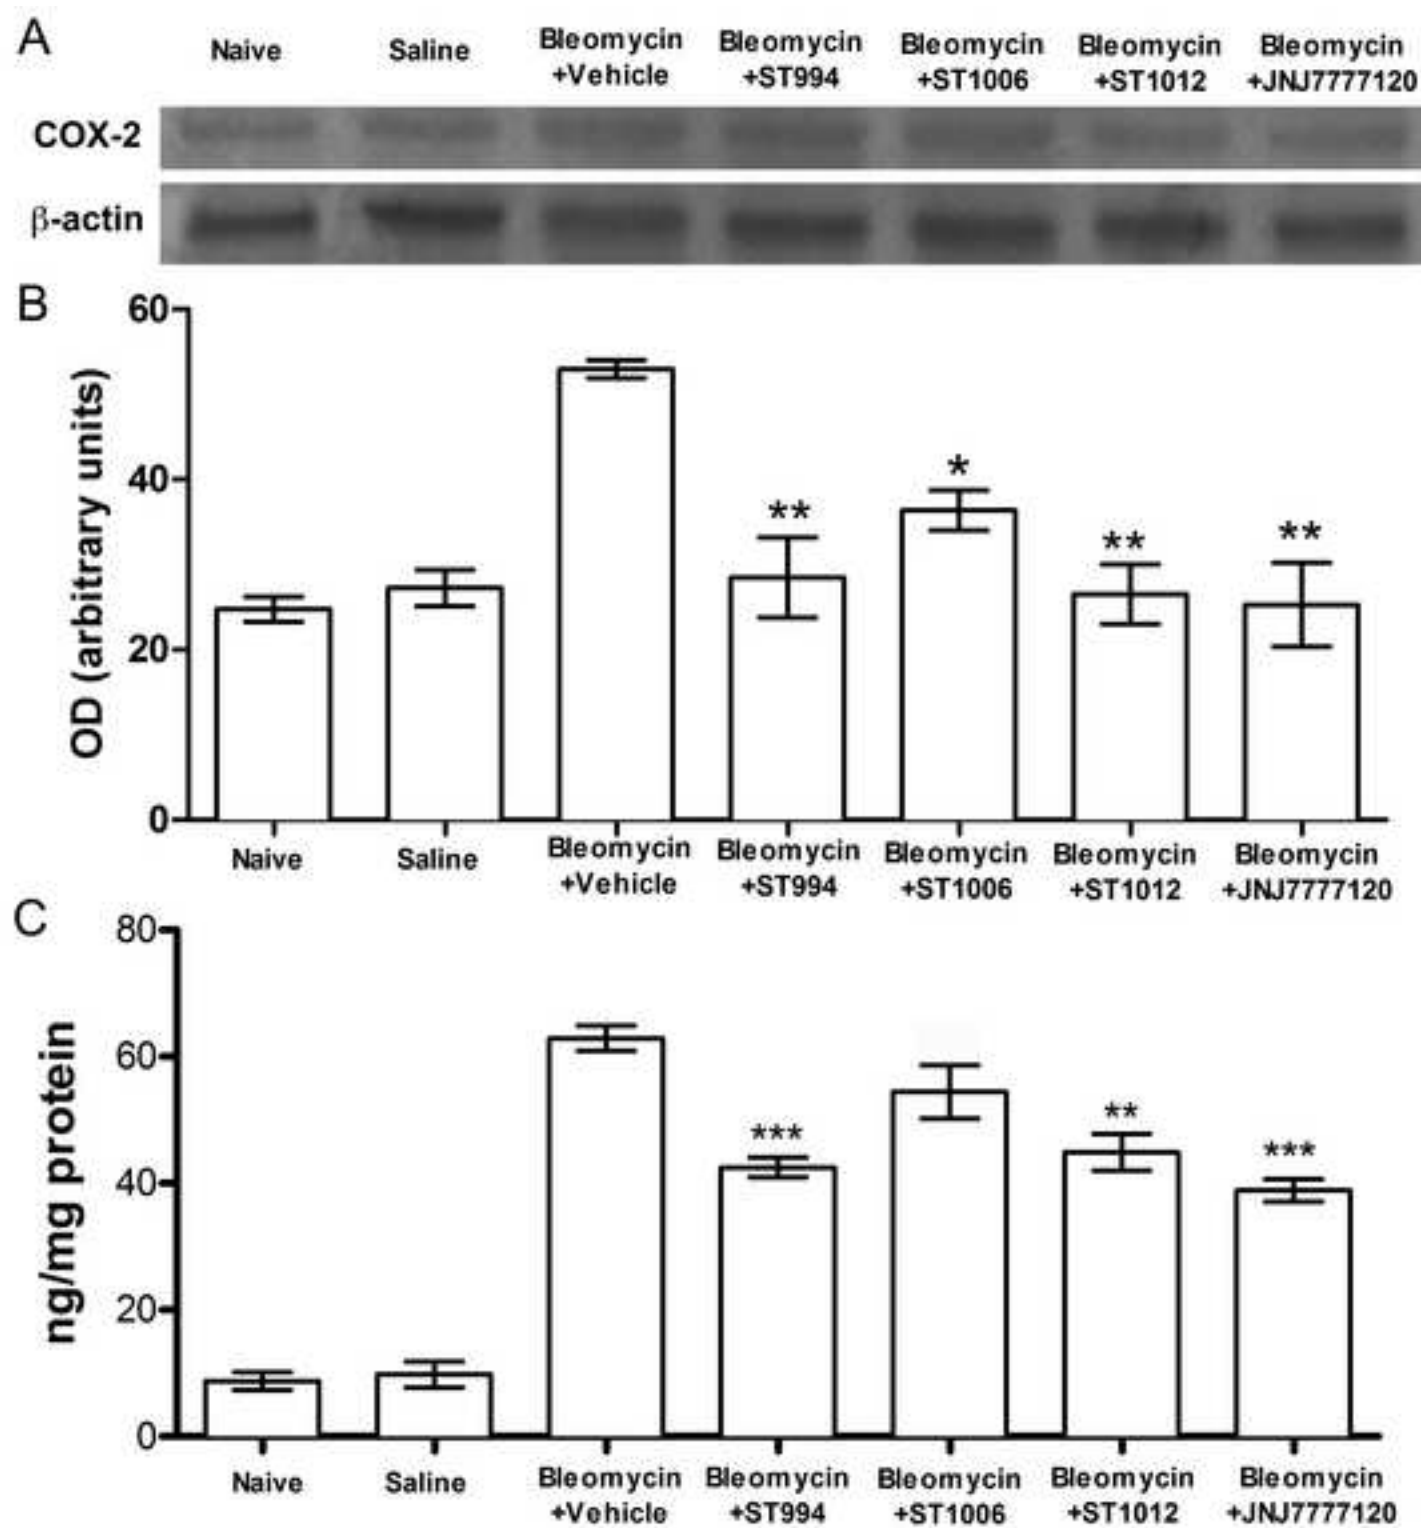 A
Naive Saline Bleomycin +Vehicle Bleomycin +ST994 Bleomycin +ST1006 Bleomycin +ST1012 Bleomycin +JNJ7777120
COX-2
β-actin
B
OD (arbitrary units)
60
40
20
0
**
*
**
**
Naive Saline Bleomycin +Vehicle Bleomycin +ST994 Bleomycin +ST1006 Bleomycin +ST1012 Bleomycin +JNJ7777120
C
ng/mg protein
80
60
40
20
0
***
**
***
Naive Saline Bleomycin +Vehicle Bleomycin +ST994 Bleomycin +ST1006 Bleomycin +ST1012 Bleomycin +JNJ7777120